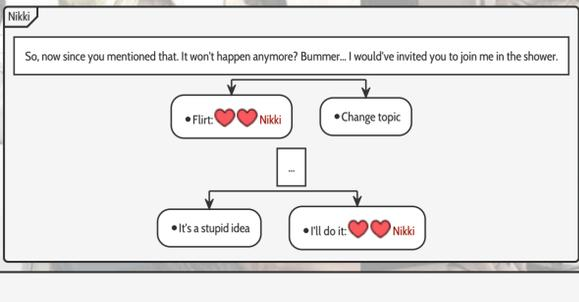 Nikki
So, now since you mentioned that. It won't happen anymore? Bummer... I would've invited you to join me in the shower.
•Flirt: ❤❤ Nikki
•Change topic
...
•It's a stupid idea
•I'll do it: ❤❤ Nikki